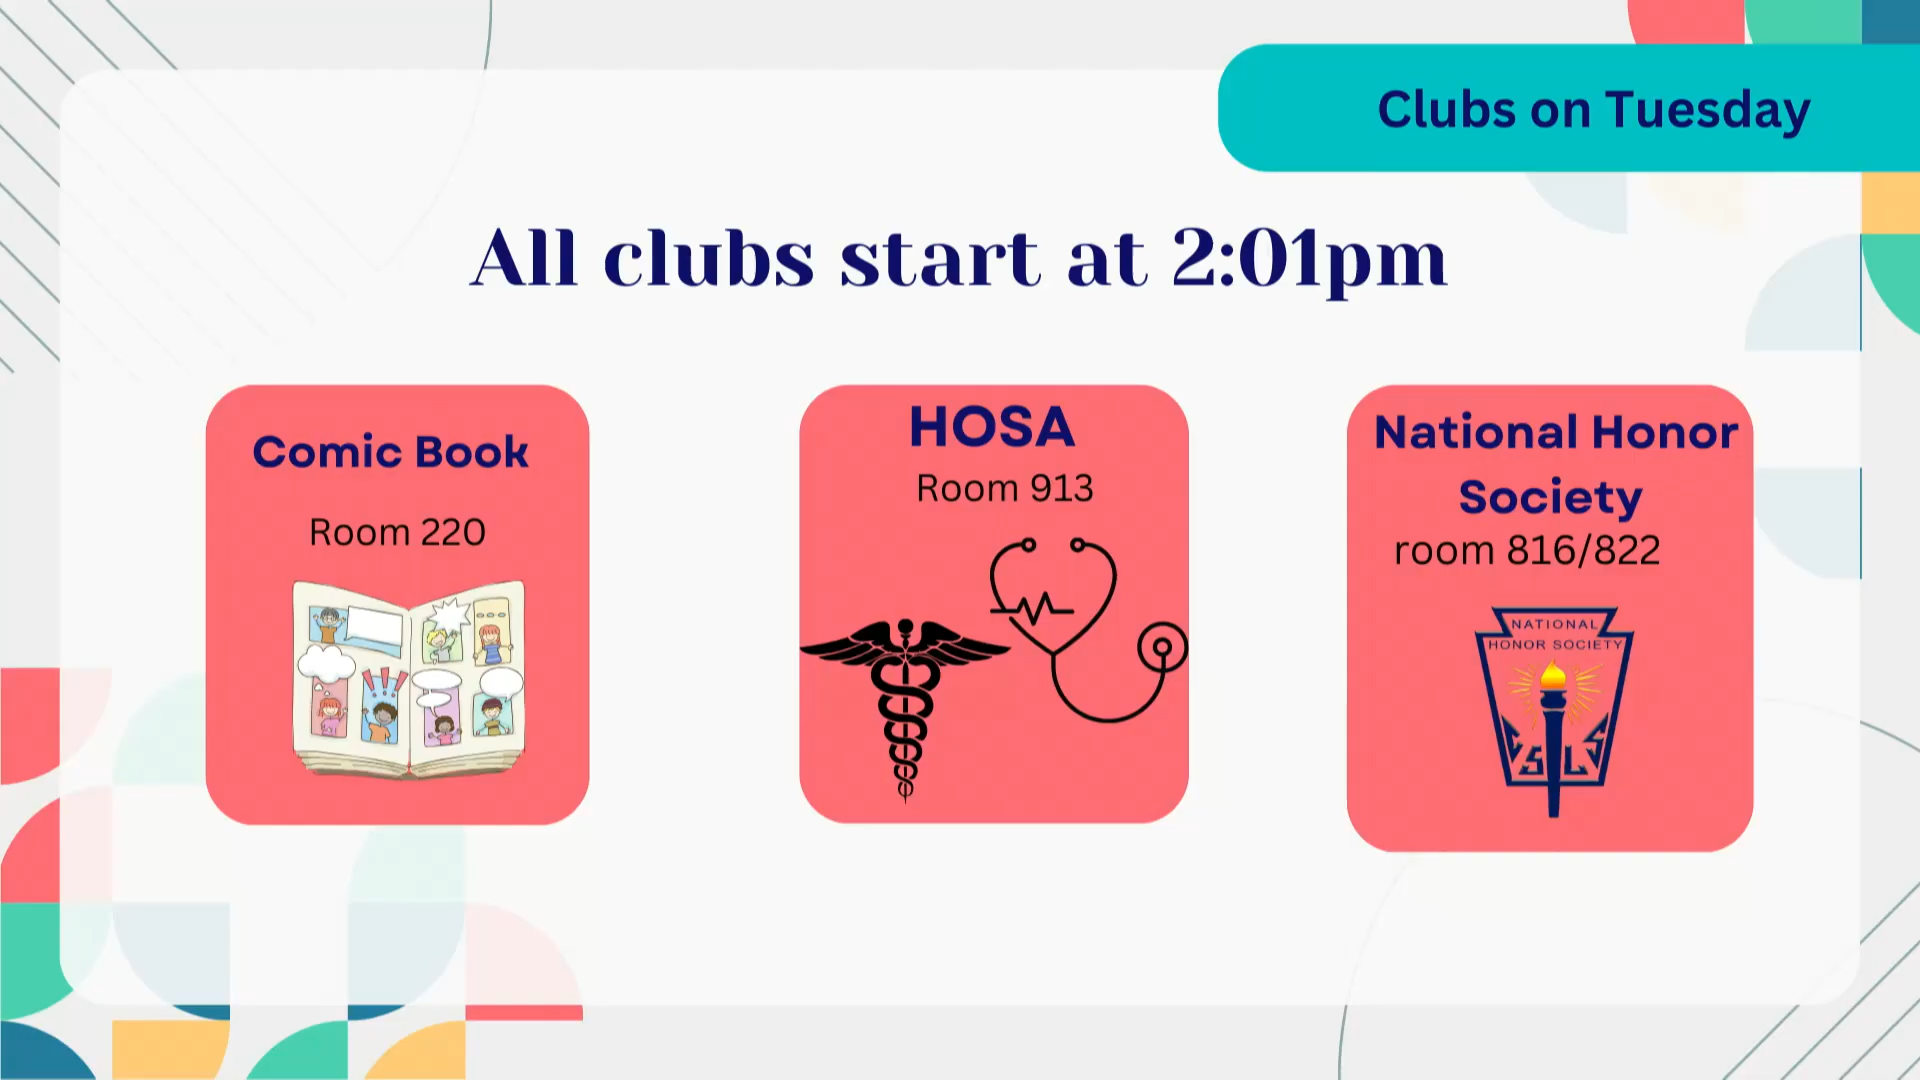 Clubs on Tuesday
All clubs start at 2:01pm
Comic Book
Room 220
HOSA
Room 913
National Honor
Society
room 816/822
NATIONAL
HONOR SOCIETY
C S L S